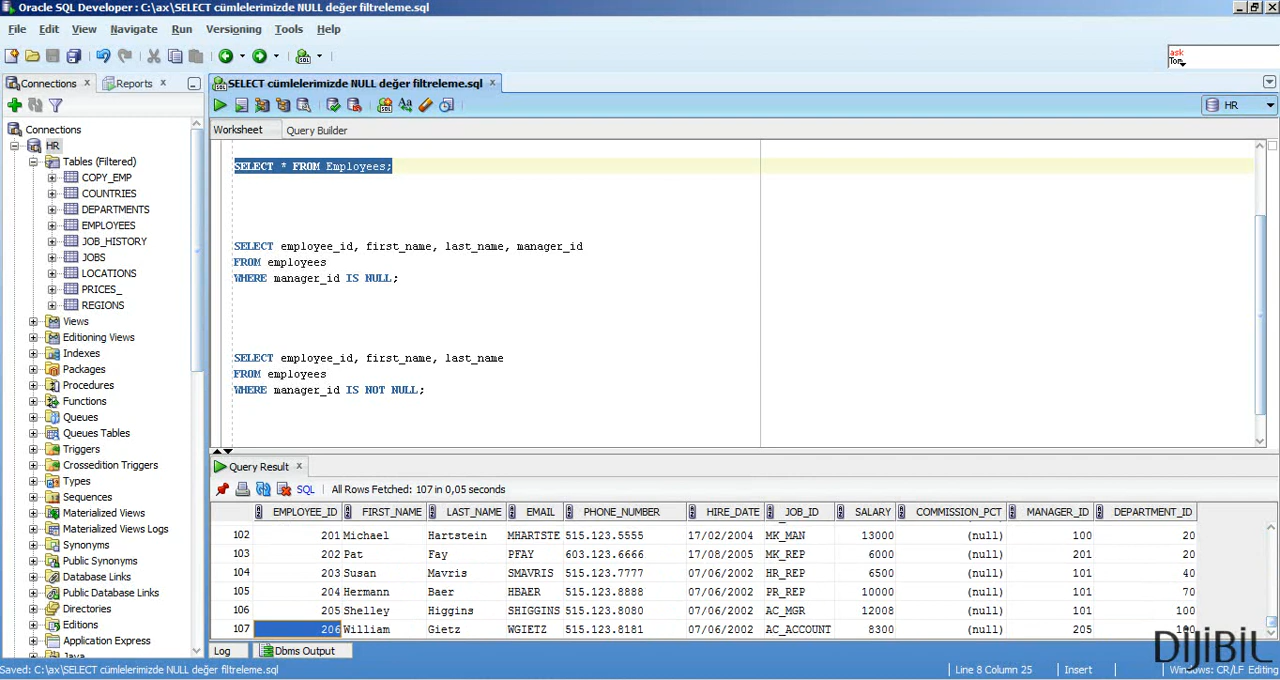 Oracle SQL Developer : C:\ax\SELECT cümlelerimizde NULL değer filtreleme.sql
File Edit View Navigate Run Versioning Tools Help
ask
Tom
Connections Reports SELECT cümlelerimizde NULL değer filtreleme.sql
HR
Worksheet Query Builder
Connections
HR
Tables (Filtered)
COPY_EMP
COUNTRIES
DEPARTMENTS
EMPLOYEES
JOB_HISTORY
JOBS
LOCATIONS
PRICES_
REGIONS
Views
Editioning Views
Indexes
Packages
Procedures
Functions
Queues
Queues Tables
Triggers
Crossedition Triggers
Types
Sequences
Materialized Views
Materialized Views Logs
Synonyms
Public Synonyms
Database Links
Public Database Links
Directories
Editions
Application Express
Java
SELECT * FROM Employees;
SELECT employee_id, first_name, last_name, manager_id
FROM employees
WHERE manager_id IS NULL;
SELECT employee_id, first_name, last_name
FROM employees
WHERE manager_id IS NOT NULL;
Query Result
SQL All Rows Fetched: 107 in 0,05 seconds
EMPLOYEE_ID FIRST_NAME LAST_NAME EMAIL PHONE_NUMBER HIRE_DATE JOB_ID SALARY COMMISSION_PCT MANAGER_ID DEPARTMENT_ID
102 201 Michael Hartstein MHARTSTE 515.123.5555 17/02/2004 MK_MAN 13000 (null) 100 20
103 202 Pat Fay PFAY 603.123.6666 17/08/2005 MK_REP 6000 (null) 201 20
104 203 Susan Mavris SMAVRIS 515.123.7777 07/06/2002 HR_REP 6500 (null) 101 40
105 204 Hermann Baer HBAER 515.123.8888 07/06/2002 PR_REP 10000 (null) 101 70
106 205 Shelley Higgins SHIGGINS 515.123.8080 07/06/2002 AC_MGR 12008 (null) 101 100
107 206 William Gietz WGIETZ 515.123.8181 07/06/2002 AC_ACCOUNT 8300 (null) 205
Log Dbms Output
DİJİBİL
Saved: C:\ax\SELECT cümlelerimizde NULL değer filtreleme.sql
Line 8 Column 25 Insert Windows: CR/LF Editing